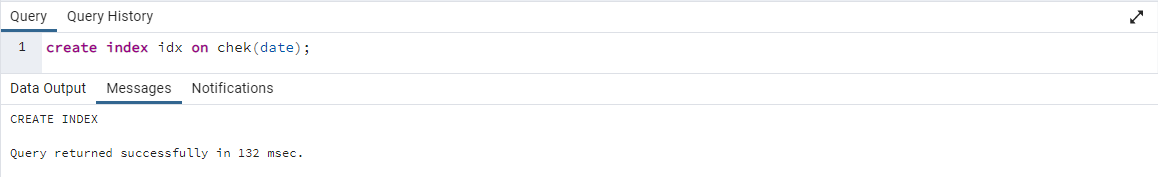 Query Query History
1 create index idx on chek(date);
Data Output Messages Notifications
CREATE INDEX
Query returned successfully in 132 msec.